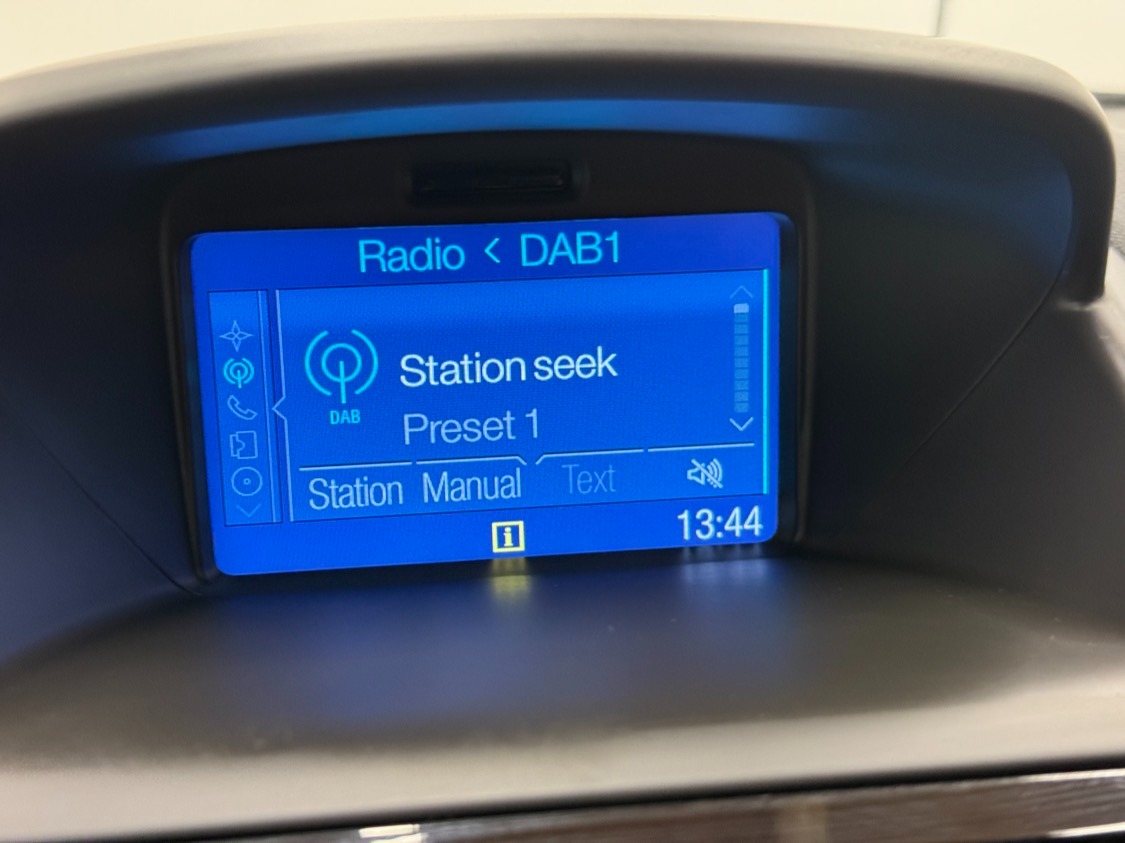 Radio < DAB1
Station seek
DAB
Preset 1
Station Manual Text
i
13:44